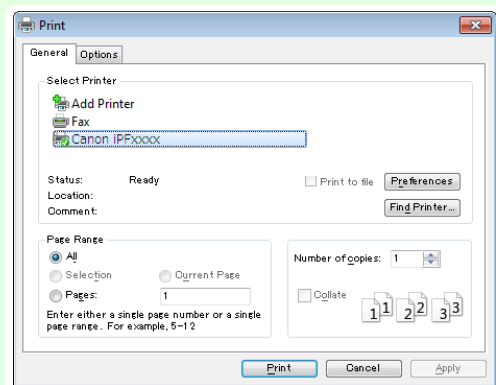 Print
General Options
Select Printer
Add Printer
Fax
Canon iPFxxxx
Status: Ready
Print to file Preferences
Location:
Comment:
Find Printer...
Page Range
All
Selection Current Page
Pages: 1
Enter either a single page number or a single
page range. For example, 5-12
Number of copies: 1
Collate
1 1 2 2 3 3
Print Cancel Apply